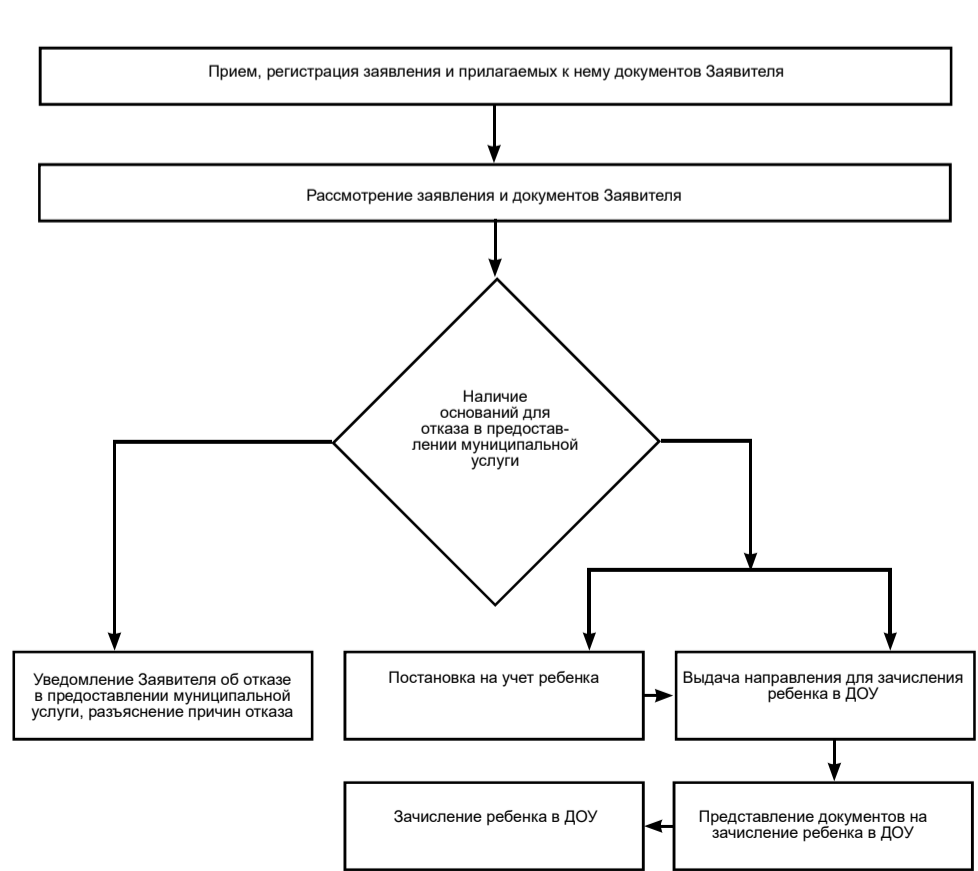 Прием, регистрация заявления и прилагаемых к нему документов Заявителя
Рассмотрение заявления и документов Заявителя
Наличие
оснований для
отказа в предостав-
лении муниципальной
услуги
Уведомление Заявителя об отказе
в предоставлении муниципальной
услуги, разъяснение причин отказа
Постановка на учет ребенка
Выдача направления для зачисления
ребенка в ДОУ
Зачисление ребенка в ДОУ
Представление документов на
зачисление ребенка в ДОУ